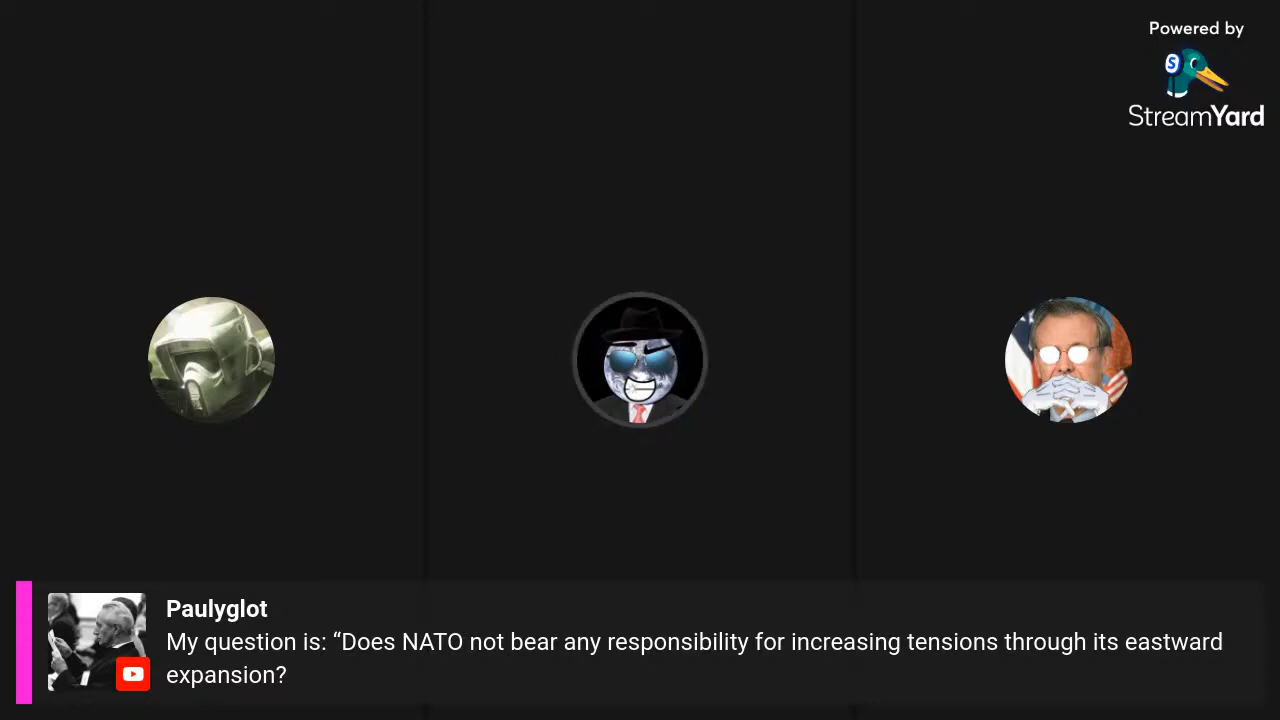 Powered by
S
StreamYard
Paulyglot
My question is: “Does NATO not bear any responsibility for increasing tensions through its eastward
expansion?